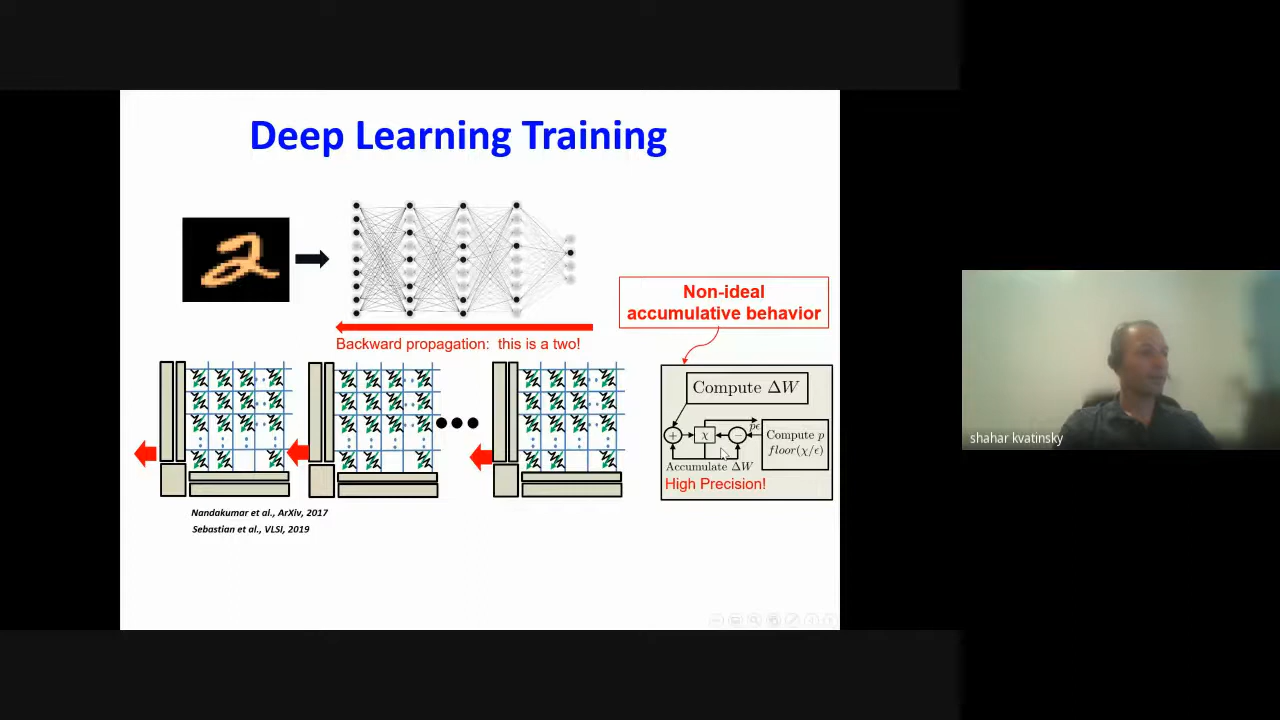 Deep Learning Training
Non-ideal
accumulative behavior
Backward propagation: this is a two!
Compute ΔW
pϵ
+
χ
−
Compute p
floor(χ/ϵ)
Accumulate ΔW
High Precision!
Nandakumar et al., ArXiv, 2017
Sebastian et al., VLSI, 2019
shahar kvatinsky